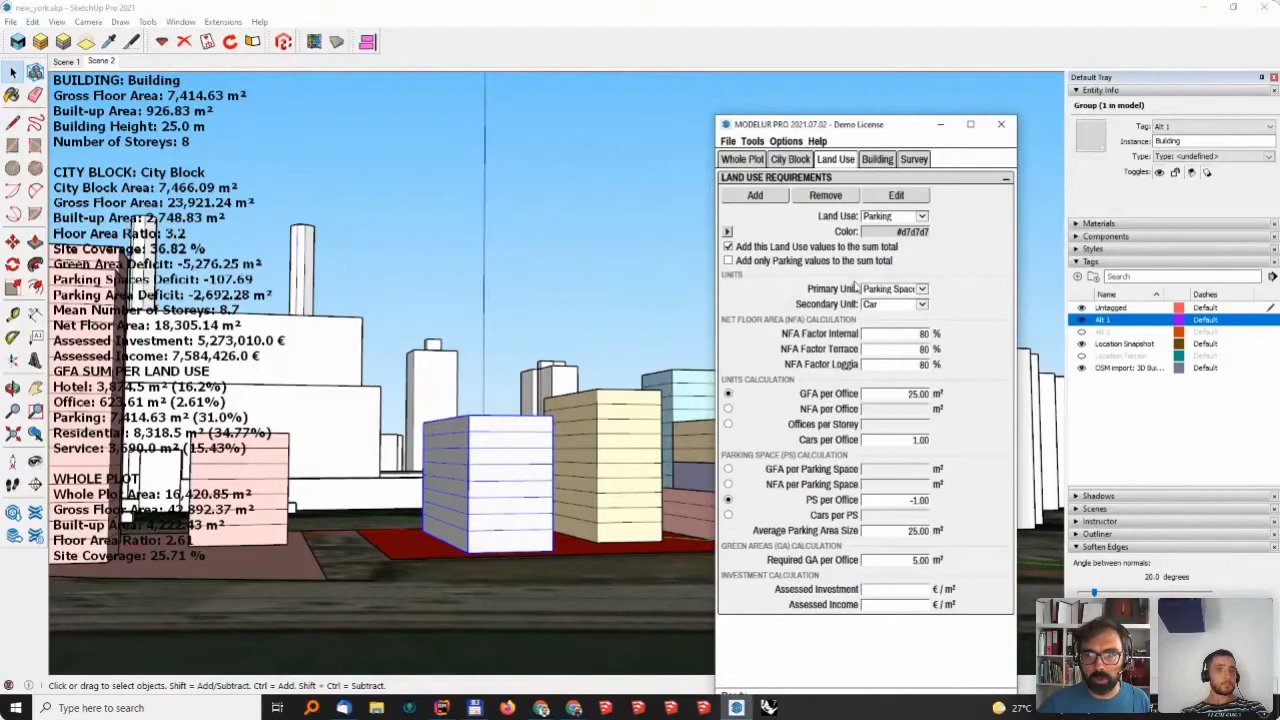 new_york.skp - SketchUp Pro 2021
File Edit View Camera Draw Tools Window Extensions Help
Scene 1 Scene 2
BUILDING: Building
Gross Floor Area: 7,414.63 m²
Built-up Area: 926.83 m²
Building Height: 25.0 m
Number of Storeys: 8
CITY BLOCK: City Block
City Block Area: 7,466.09 m²
Gross Floor Area: 23,921.24 m²
Built-up Area: 2,748.83 m²
Floor Area Ratio: 3.2
Site Coverage: 36.82 %
Green Area Deficit: -5,276.25 m²
Parking Spaces Deficit: -107.69
Parking Area Deficit: -2,692.28 m²
Mean Number of Storeys: 8.7
Net Floor Area: 18,305.14 m²
Assessed Investment: 5,273,010.0 €
Assessed Income: 7,584,426.0 €
GFA SUM PER LAND USE
Hotel: 3,874.5 m² (16.2%)
Office: 623.61 m² (2.61%)
Parking: 7,414.63 m² (31.0%)
Residential: 8,318.5 m² (34.77%)
Service: 3,690.0 m² (15.43%)
WHOLE PLOT
Whole Plot Area: 16,420.85 m²
Gross Floor Area: 42,892.37 m²
Built-up Area: 4,222.43 m²
Floor Area Ratio: 2.61
Site Coverage: 25.71 %
MODELUR PRO 2021.07.02 - Demo License
File Tools Options Help
Whole Plot City Block Land Use Building Survey
LAND USE REQUIREMENTS
Add Remove Edit
Land Use: Parking
Color: #d7d7d7
Add this Land Use values to the sum total
Add only Parking values to the sum total
UNITS
Primary Unit: Parking Space
Secondary Unit: Car
NET FLOOR AREA (NFA) CALCULATION
NFA Factor Internal 80 %
NFA Factor Terrace 80 %
NFA Factor Loggia 80 %
UNITS CALCULATION
GFA per Office 25.00 m²
NFA per Office m²
Offices per Storey
Cars per Office 1.00
PARKING SPACE (PS) CALCULATION
GFA per Parking Space m²
NFA per Parking Space m²
PS per Office -1.00
Cars per PS
Average Parking Area Size 25.00 m²
GREEN AREAS (GA) CALCULATION
Required GA per Office 5.00 m²
INVESTMENT CALCULATION
Assessed Investment € / m²
Assessed Income € / m²
Default Tray
Entity Info
Group (1 in model)
Tag: Alt 1
Instance: Building
Type: Type: <undefined>
Toggles:
Materials
Components
Styles
Tags
Search
Name Dashes
Untagged Default
Alt 1 Default
Alt 2 Default
Location Snapshot Default
Location Terrain Default
OSM import: 3D Bui... Default
Shadows
Scenes
Instructor
Outliner
Soften Edges
Angle between normals:
20.0 degrees
Click or drag to select objects. Shift = Add/Subtract. Ctrl = Add. Shift + Ctrl = Subtract.
Type here to search
27°C